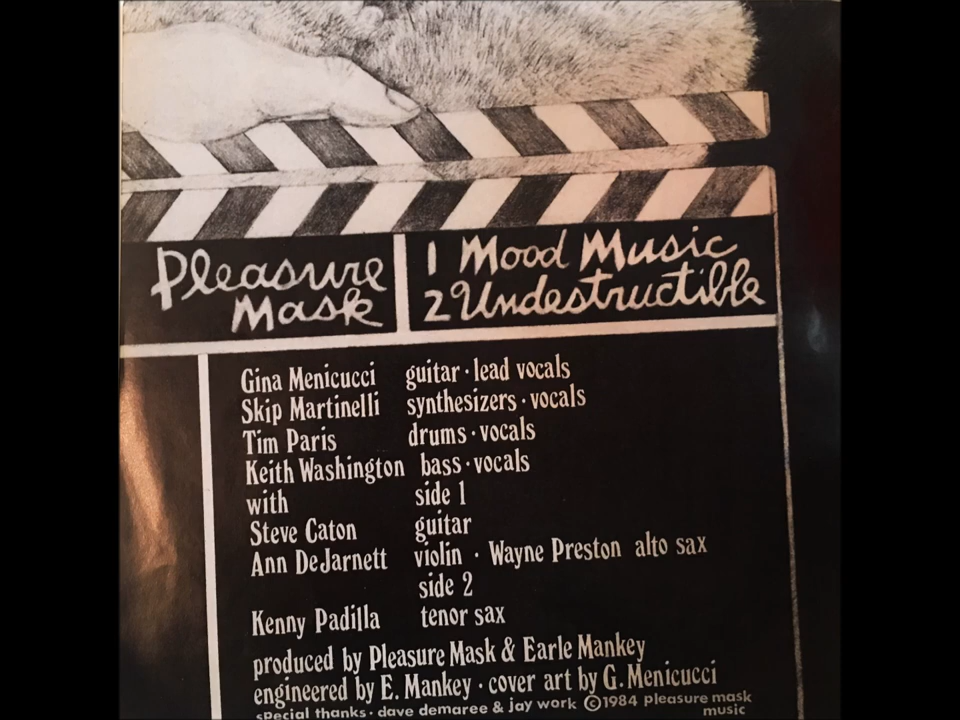 Pleasure
Mask
1 Mood Music
2 Undestructible
Gina Menicucci guitar · lead vocals
Skip Martinelli synthesizers · vocals
Tim Paris drums · vocals
Keith Washington bass · vocals
with side 1
Steve Caton guitar
Ann DeJarnett violin · Wayne Preston alto sax
side 2
Kenny Padilla tenor sax
produced by Pleasure Mask & Earle Mankey
engineered by E. Mankey · cover art by G. Menicucci
special thanks · dave demaree & jay work ©1984 pleasure mask
music